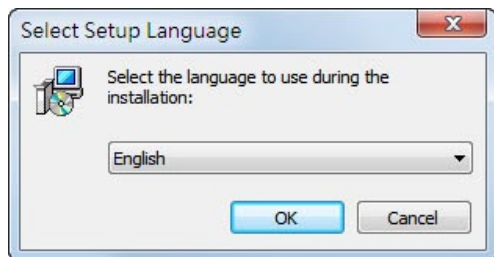 Select Setup Language
Select the language to use during the
installation:
English
OK
Cancel